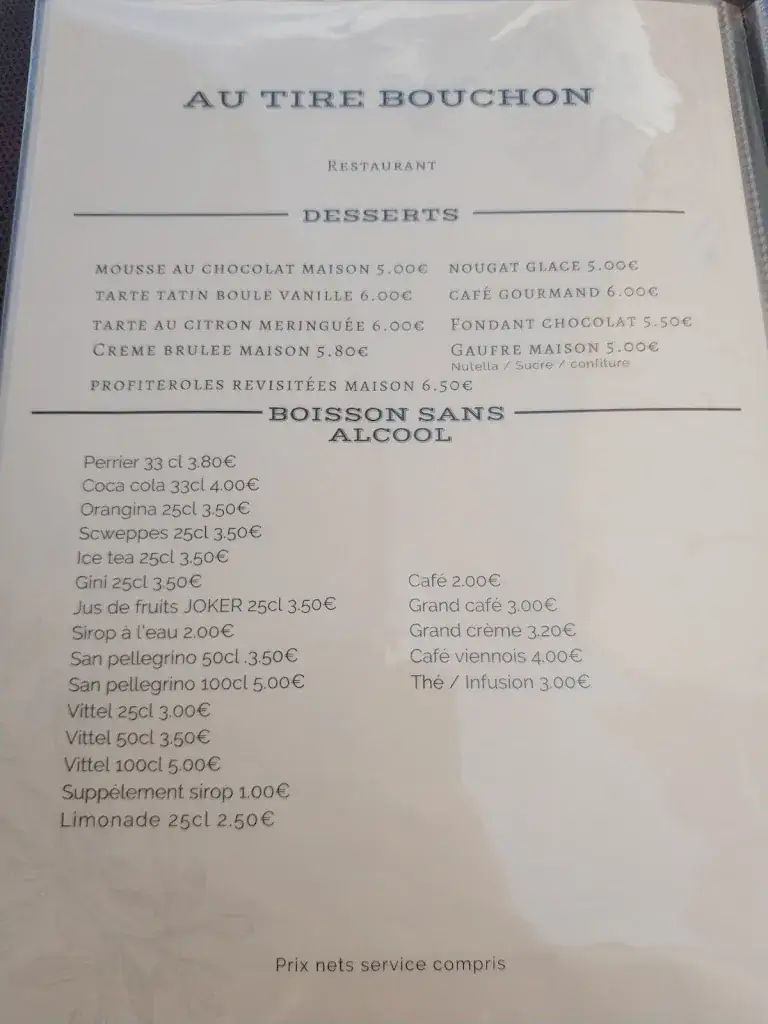 AU TIRE BOUCHON
RESTAURANT
DESSERTS
MOUSSE AU CHOCOLAT MAISON 5.00€
TARTE TATIN BOULE VANILLE 6.00€
TARTE AU CITRON MERINGUÉE 6.00€
CREME BRULEE MAISON 5.80€
NOUGAT GLACE 5.00€
CAFÉ GOURMAND 6.00€
FONDANT CHOCOLAT 5.50€
GAUFRE MAISON 5.00€
Nutella / Sucre / confiture
PROFITEROLES REVISITÉES MAISON 6.50€
BOISSON SANS
ALCOOL
Perrier 33 cl 3.80€
Coca cola 33cl 4.00€
Orangina 25cl 3.50€
Scweppes 25cl 3.50€
Ice tea 25cl 3.50€
Gini 25cl 3.50€
Jus de fruits JOKER 25cl 3.50€
Sirop à l'eau 2.00€
San pellegrino 50cl .3.50€
San pellegrino 100cl 5.00€
Vittel 25cl 3.00€
Vittel 50cl 3.50€
Vittel 100cl 5.00€
Suppélement sirop 1.00€
Limonade 25cl 2.50€
Café 2.00€
Grand café 3.00€
Grand crème 3.20€
Café viennois 4.00€
Thé / Infusion 3.00€
Prix nets service compris